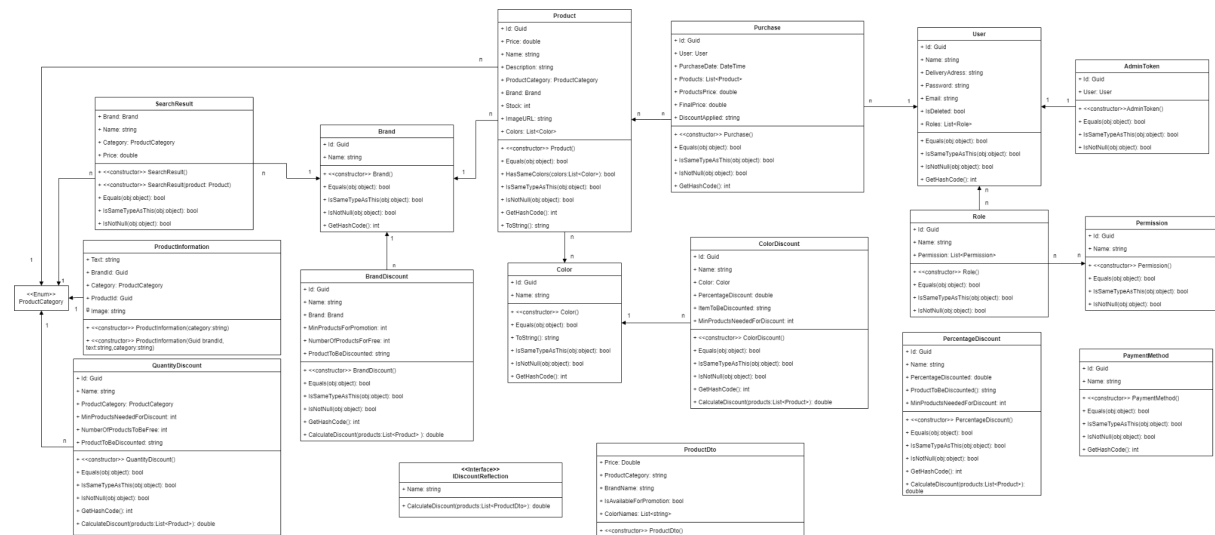 Product
+ Id: Guid
+ Price: double
+ Name: string
+ Description: string
+ ProductCategory: ProductCategory
+ Brand: Brand
+ Stock: int
+ ImageURL: string
+ Colors: List<Color>
+ <<constructor>> Product()
+ Equals(obj:object): bool
+ HasSameColors(colors:List<Color>): bool
+ IsSameTypeAsThis(obj:object): bool
+ IsNotNull(obj:object): bool
+ GetHashCode(): int
+ ToString(): string
Purchase
+ Id: Guid
+ User: User
+ PurchaseDate: DateTime
+ Products: List<Product>
+ ProductsPrice: double
+ FinalPrice: double
+ DiscountApplied: string
+ <<constructor>> Purchase()
+ Equals(obj:object): bool
+ IsSameTypeAsThis(obj:object): bool
+ IsNotNull(obj:object): bool
+ GetHashCode(): int
User
+ Id: Guid
+ Name: string
+ DeliveryAdress: string
+ Password: string
+ Email: string
+ IsDeleted: bool
+ Roles: List<Role>
Equals(obj:object): bool
+ IsSameTypeAsThis(obj:object): bool
+ IsNotNull(obj:object): bool
+ GetHashCode(): int
AdminToken
+ Id: Guid
+ User: User
+ <<constructor>>AdminToken()
+ Equals(obj:object): bool
+ IsSameTypeAsThis(obj:object): bool
+ IsNotNull(obj:object): bool
SearchResult
+ Brand: Brand
+ Name: string
+ Category: ProductCategory
+ Price: double
+ <<constructor>> SearchResult()
+ <<constructor>> SearchResult(product: Product)
+ Equals(obj:object): bool
+ IsSameTypeAsThis(obj:object): bool
+ IsNotNull(obj:object): bool
Brand
+ Id: Guid
+ Name: string
+ <<constructor>> Brand()
+ Equals(obj:object): bool
+ IsSameTypeAsThis(obj:object): bool
+ IsNotNull(obj:object): bool
+ GetHashCode(): int
ProductInformation
+ Text: string
+ BrandId: Guid
+ Category: ProductCategory
+ ProductId: Guid
Image: string
+ <<constructor>> ProductInformation(category:string)
+ <<constructor>> ProductInformation(Guid brandId,
text:string,category:string)
<<Enum>>
ProductCategory
BrandDiscount
+ Id: Guid
+ Name: string
+ Brand: Brand
+ MinProductsForPromotion: int
+ NumberOfProductsForFree: int
+ ProductToBeDiscounted: string
+ <<constructor>> BrandDiscount()
+ Equals(obj:object): bool
+ IsSameTypeAsThis(obj:object): bool
+ IsNotNull(obj:object): bool
+ GetHashCode(): int
+ CalculateDiscount(products:List<Product> ): double
Color
+ Id: Guid
+ Name: string
+ <<constructor>> Color()
+ Equals(obj:object): bool
+ ToString(): string
+ IsSameTypeAsThis(obj:object): bool
+ IsNotNull(obj:object): bool
+ GetHashCode(): int
ColorDiscount
+ Id: Guid
+ Name: string
+ Color: Color
+ PercentageDiscount: double
+ ItemToBeDiscounted: string
+ MinProductsNeededForDiscount: int
+ <<constructor>> ColorDiscount()
+ Equals(obj:object): bool
+ IsSameTypeAsThis(obj:object): bool
+ IsNotNull(obj:object): bool
+ GetHashCode(): int
+ CalculateDiscount(products:List<Product>): double
Role
+ Id: Guid
+ Name: string
+ Permission: List<Permission>
+ <<constructor>> Role()
+ Equals(obj:object): bool
+ IsSameTypeAsThis(obj:object): bool
+ IsNotNull(obj:object): bool
Permission
+ Id: Guid
+ Name: string
+ <<constructor>> Permission()
+ Equals(obj:object): bool
+ IsSameTypeAsThis(obj:object): bool
+ IsNotNull(obj:object): bool
QuantityDiscount
+ Id: Guid
+ Name: string
+ ProductCategory: ProductCategory
+ MinProductsNeededForDiscount: int
+ NumberOfProductsToBeFree: int
+ ProductToBeDiscounted: string
+ <<constructor>> QuantityDiscount()
+ Equals(obj:object): bool
+ IsSameTypeAsThis(obj:object): bool
+ IsNotNull(obj:object): bool
+ GetHashCode(): int
+ CalculateDiscount(products:List<Product>): double
<<Interface>>
IDiscountReflection
+ Name: string
+ CalculateDiscount(products:List<ProductDto>): double
ProductDto
+ Price: Double
+ ProductCategory: string
+ BrandName: string
+ IsAvailableForPromotion: bool
+ ColorNames: List<string>
+ <<constructor>> ProductDto()
PercentageDiscount
+ Id: Guid
+ Name: string
+ PercentageDiscounted: double
+ ProductToBeDiscounted(): string
+ MinProductsNeededForDiscount: int
+ <<constructor>> PercentageDiscount()
+ Equals(obj:object): bool
+ IsSameTypeAsThis(obj:object): bool
+ IsNotNull(obj:object): bool
+ GetHashCode(): int
+ CalculateDiscount(products:List<Product>):
double
PaymentMethod
+ Id: Guid
+ Name: string
+ <<constructor>> PaymentMethod()
+ Equals(obj:object): bool
+ IsSameTypeAsThis(obj:object): bool
+ IsNotNull(obj:object): bool
+ GetHashCode(): int